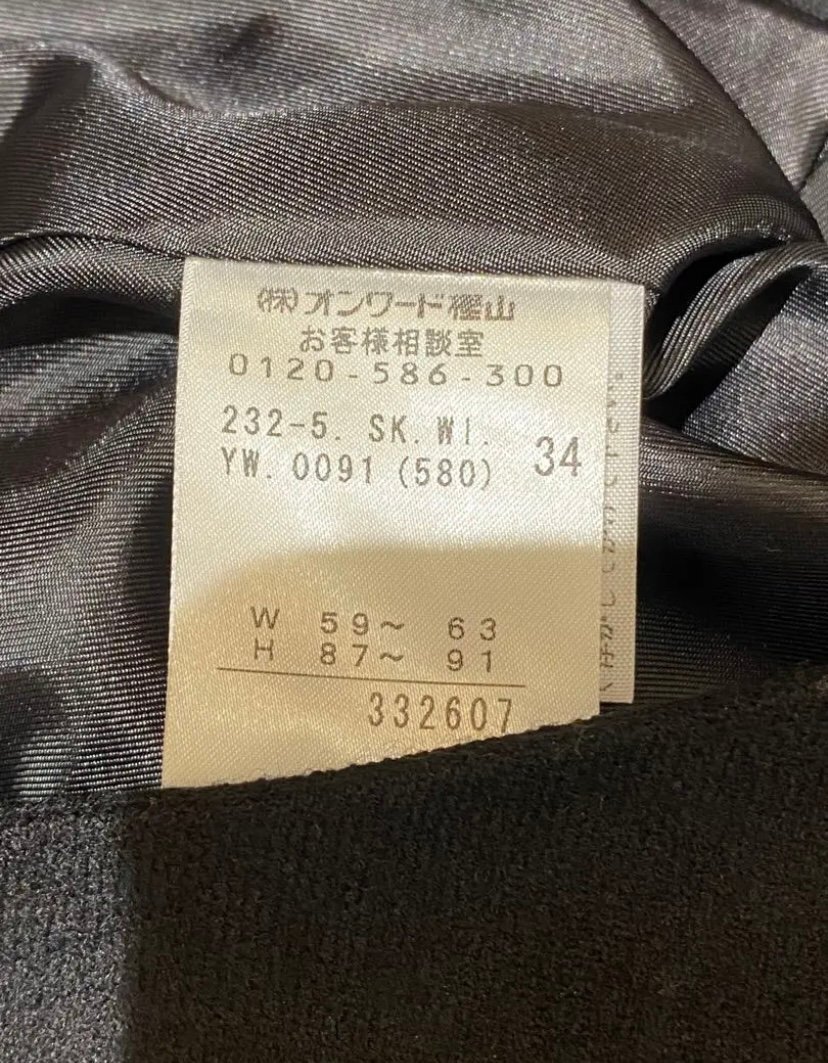 (株)オンワード樫山
お客様相談室
0120-586-300
232-5. SK.WI.
YW.0091(580)
34
W 59～ 63
H 87～ 91
332607